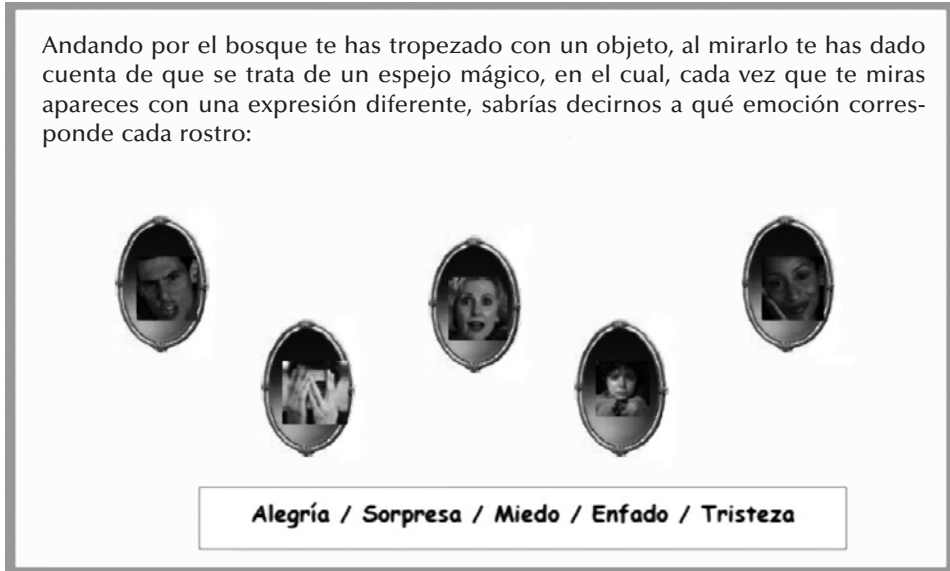 Andando por el bosque te has tropezado con un objeto, al mirarlo te has dado
cuenta de que se trata de un espejo mágico, en el cual, cada vez que te miras
apareces con una expresión diferente, sabrías decirnos a qué emoción corres-
ponde cada rostro:
Alegría / Sorpresa / Miedo / Enfado / Tristeza